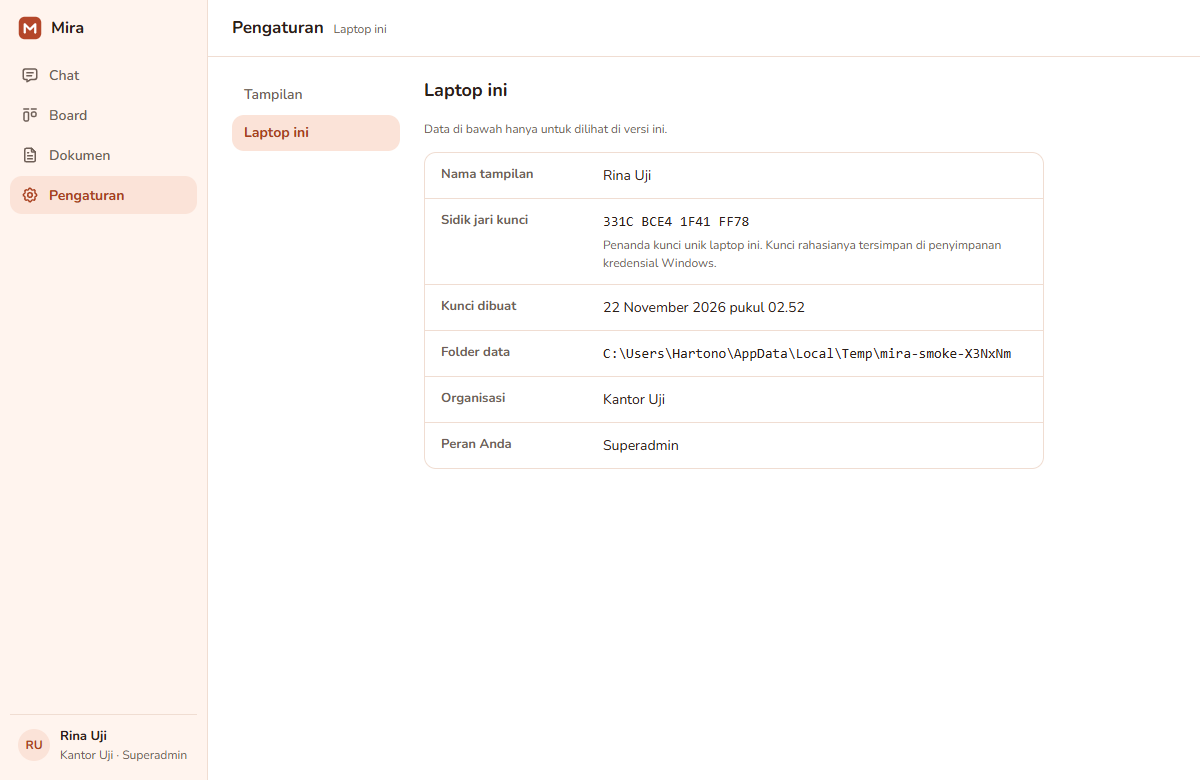 M Mira
Chat
Board
Dokumen
Pengaturan
Pengaturan Laptop ini
Tampilan
Laptop ini
Laptop ini
Data di bawah hanya untuk dilihat di versi ini.
Nama tampilan Rina Uji
Sidik jari kunci 331C BCE4 1F41 FF78
Penanda kunci unik laptop ini. Kunci rahasianya tersimpan di penyimpanan
kredensial Windows.
Kunci dibuat 22 November 2026 pukul 02.52
Folder data C:\Users\Hartono\AppData\Local\Temp\mira-smoke-X3NxNm
Organisasi Kantor Uji
Peran Anda Superadmin
RU Rina Uji
Kantor Uji · Superadmin